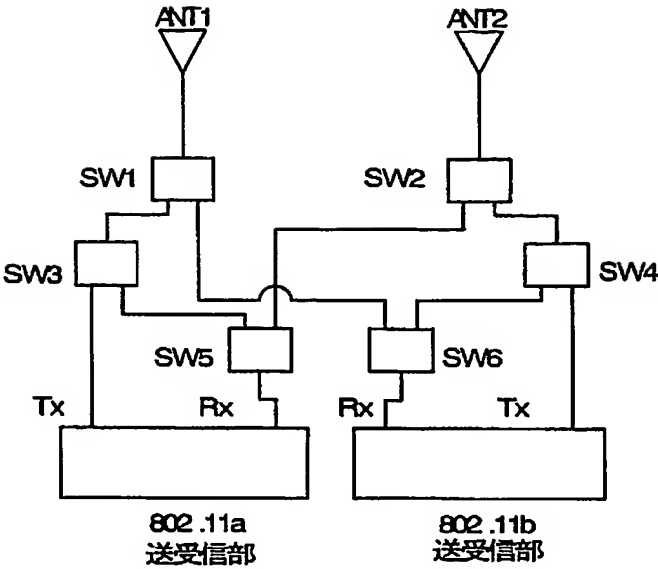 ANT1 ANT2
SW1 SW2
SW3 SW4
SW5 SW6
Tx Rx Rx Tx
802.11a 802.11b
送受信部 送受信部